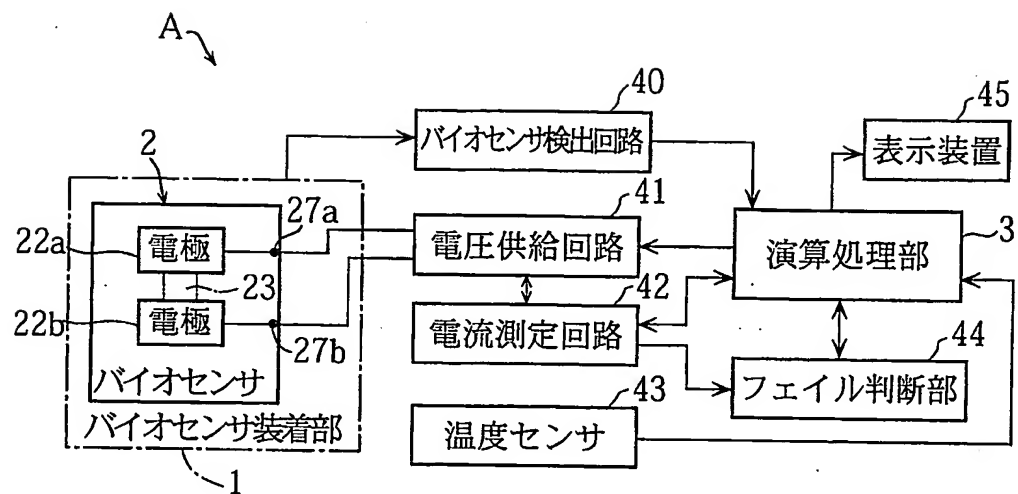 A
40
バイオセンサ検出回路
45
表示装置
2
27a
41
電圧供給回路
3
演算処理部
22a
電極
23
22b
電極
27b
42
電流測定回路
44
フェイル判断部
バイオセンサ
バイオセンサ装着部
1
43
温度センサ